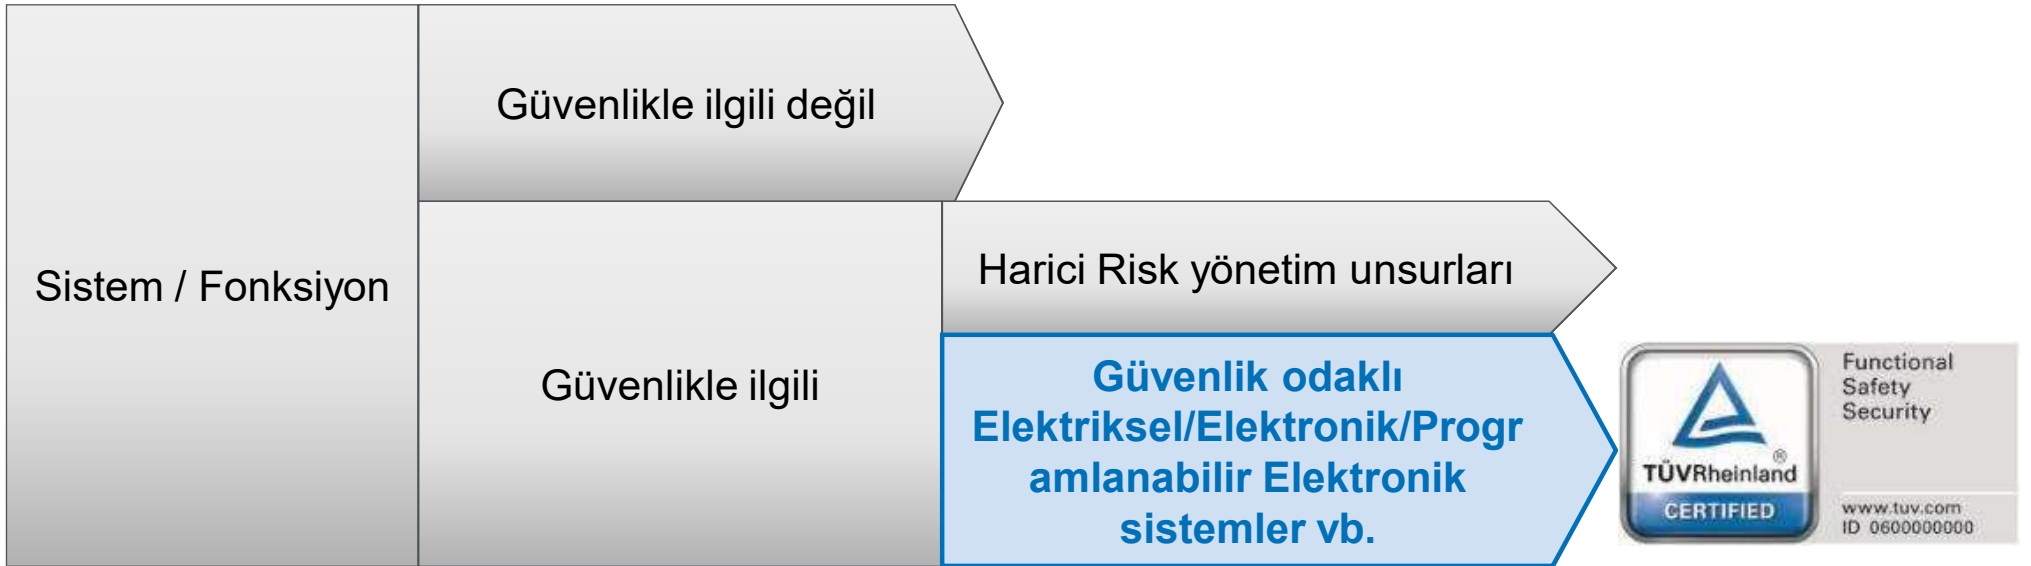 Güvenlikle ilgili değil
Sistem / Fonksiyon
Harici Risk yönetim unsurları
Güvenlikle ilgili
Güvenlik odaklı
Elektriksel/Elektronik/Progr
amlanabilir Elektronik
sistemler vb.
®
TÜVRheinland
CERTIFIED
Functional
Safety
Security
www.tuv.com
ID 0600000000